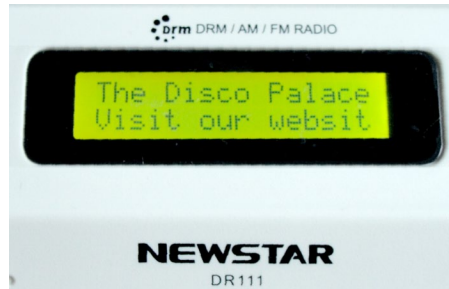 Drm DRM / AM / FM RADIO
The Disco Palace
Visit our websit
NEWSTAR
DR111